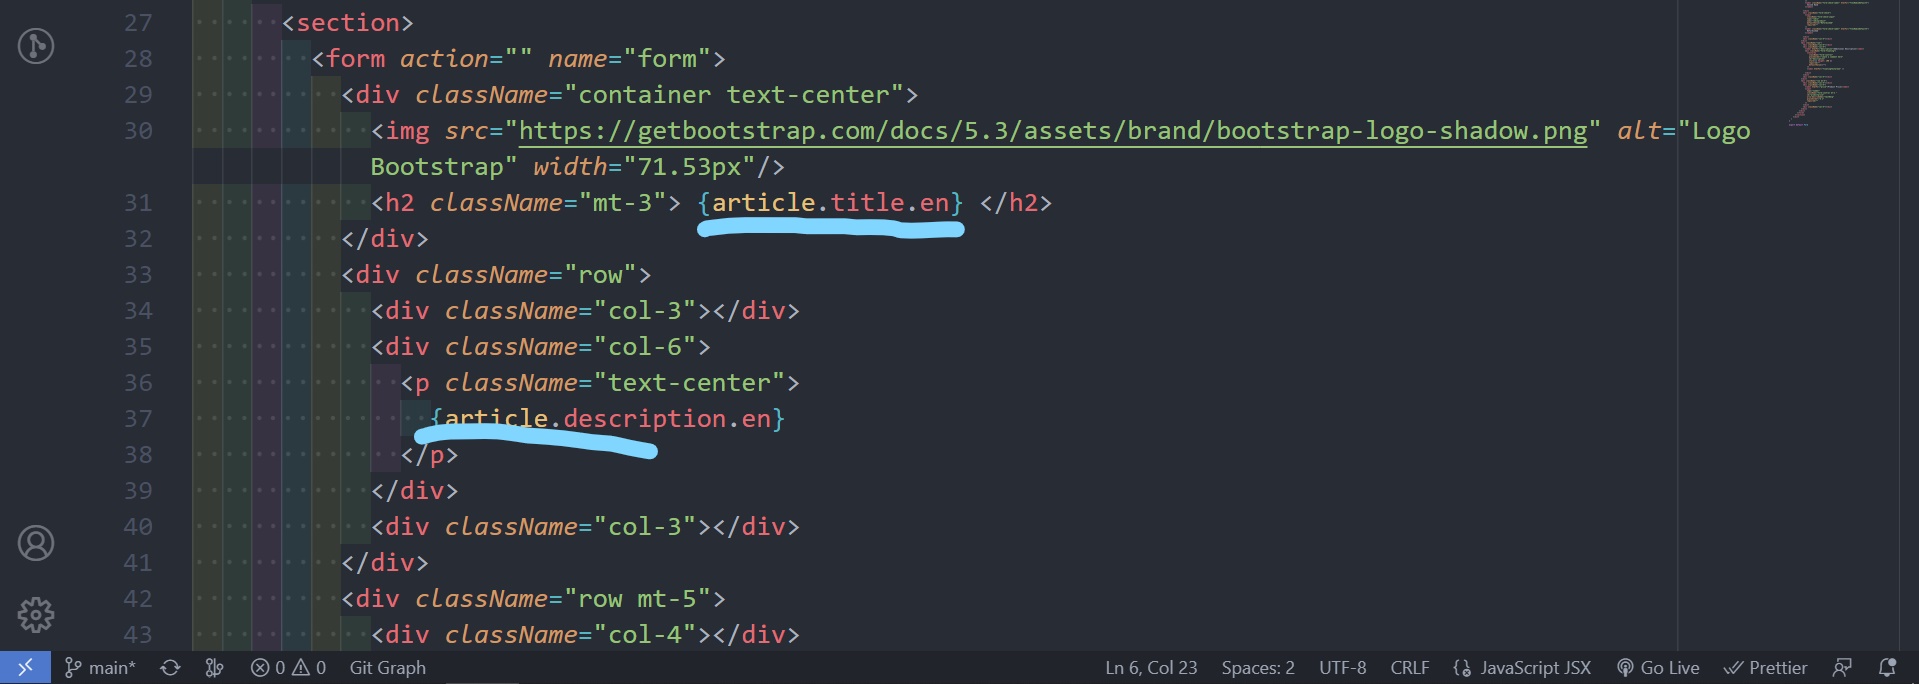 27 <section>
28 <form action="" name="form">
29 <div className="container text-center">
30 <img src="https://getbootstrap.com/docs/5.3/assets/brand/bootstrap-logo-shadow.png" alt="Logo
Bootstrap" width="71.53px"/>
31 <h2 className="mt-3"> {article.title.en} </h2>
32 </div>
33 <div className="row">
34 <div className="col-3"></div>
35 <div className="col-6">
36 <p className="text-center">
37 {article.description.en}
38 </p>
39 </div>
40 <div className="col-3"></div>
41 </div>
42 <div className="row mt-5">
43 <div className="col-4"></div>
main* 0 0 Git Graph Ln 6, Col 23 Spaces: 2 UTF-8 CRLF JavaScript JSX Go Live Prettier